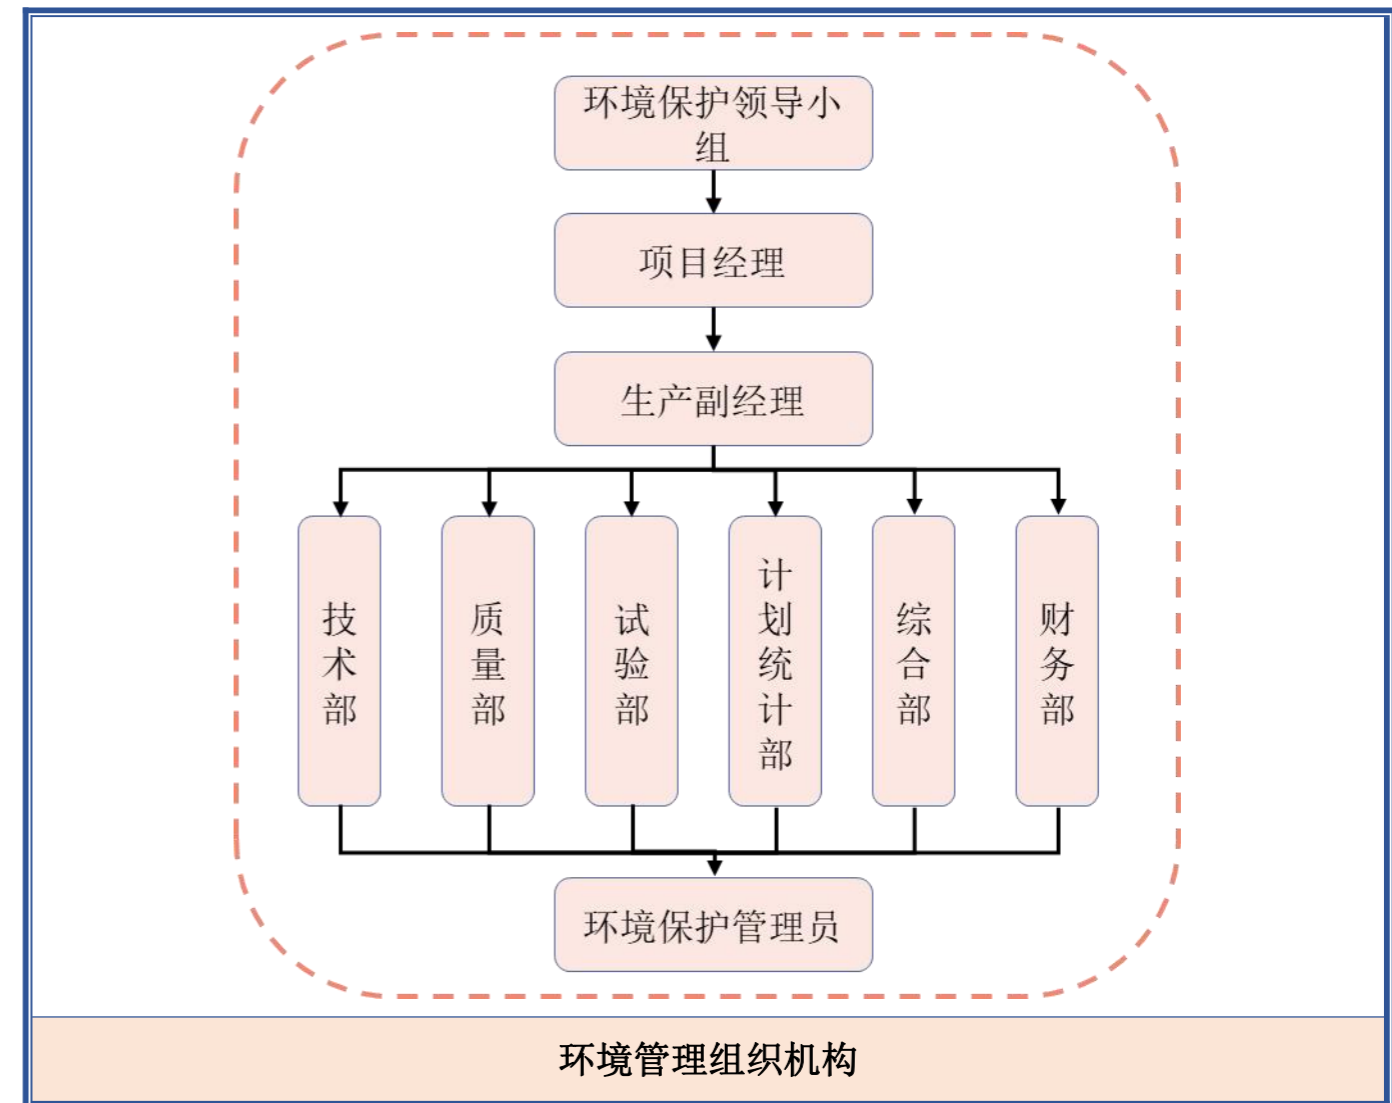 环境保护领导小
组
项目经理
生产副经理
技术部
质量部
试验部
计划统计部
综合部
财务部
环境保护管理员
环境管理组织机构